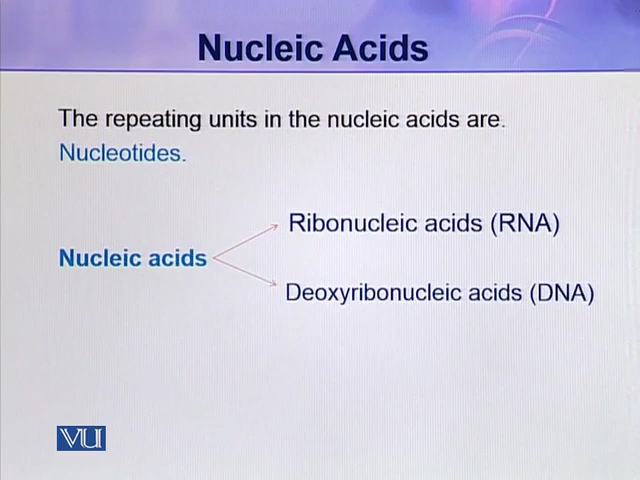 Nucleic Acids
The repeating units in the nucleic acids are.
Nucleotides.
Ribonucleic acids (RNA)
Nucleic acids
Deoxyribonucleic acids (DNA)
VU